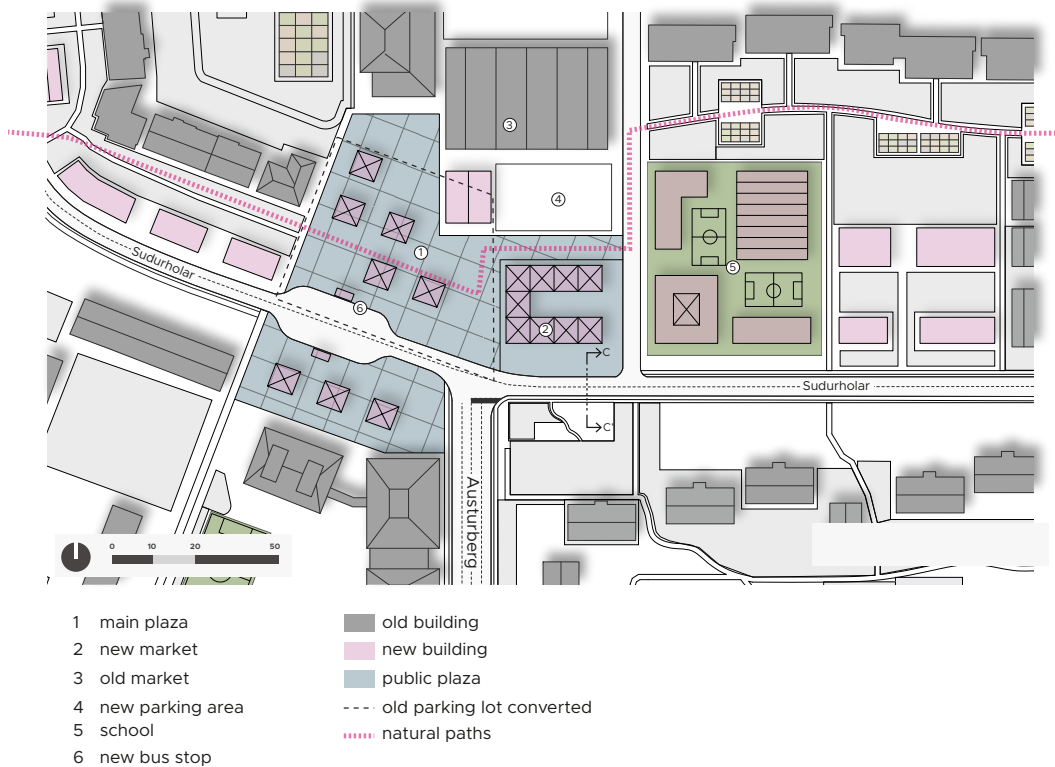 3
4
1
5
Sudurholar
6
2
C
Sudurholar
C'
Austurberg
0 10 20 50
1 main plaza
2 new market
3 old market
4 new parking area
5 school
6 new bus stop
old building
new building
public plaza
old parking lot converted
natural paths